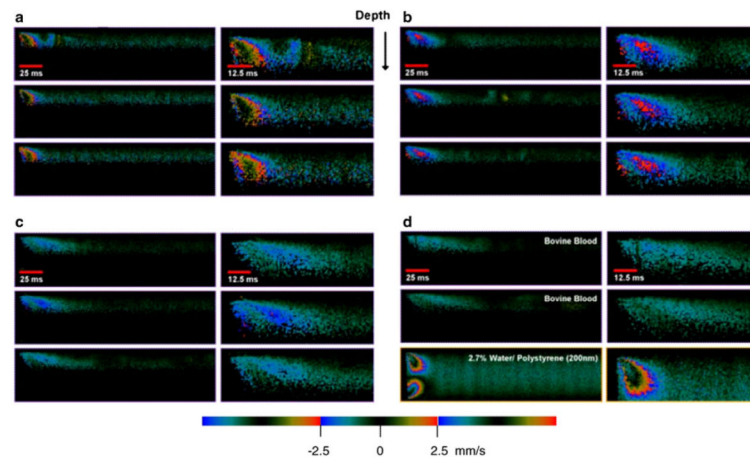 a
Depth
b
25 ms
12.5 ms
25 ms
12.5 ms
c
d
Bovine Blood
25 ms
12.5 ms
25 ms
12.5 ms
Bovine Blood
2.7% Water/ Polystyrene (200nm)
-2.5
0
2.5 mm/s